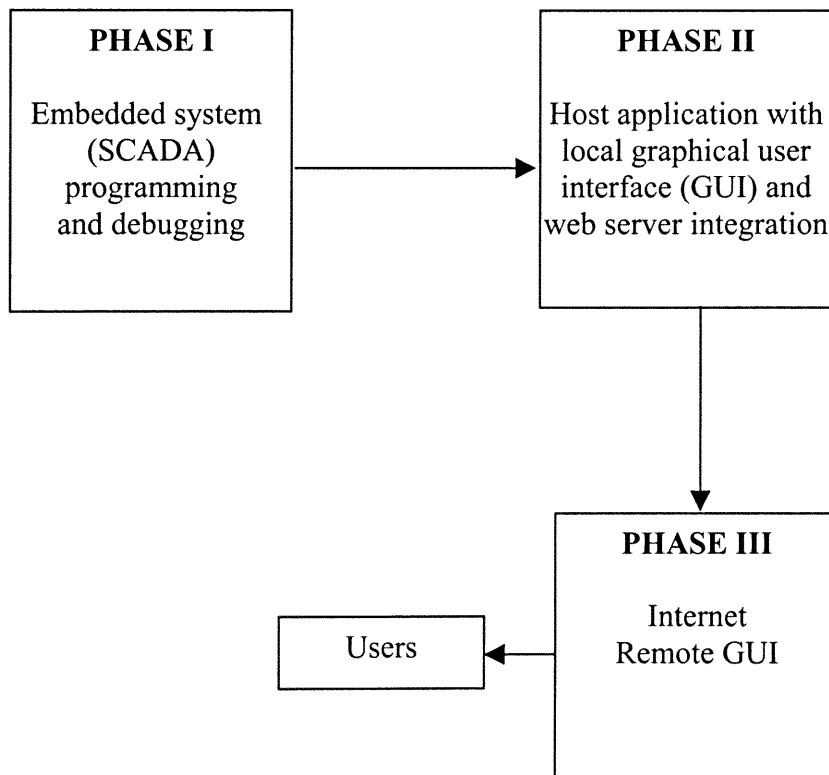 PHASE I
Embedded system
(SCADA)
programming
and debugging
PHASE II
Host application with
local graphical user
interface (GUI) and
web server integration
PHASE III
Internet
Remote GUI
Users